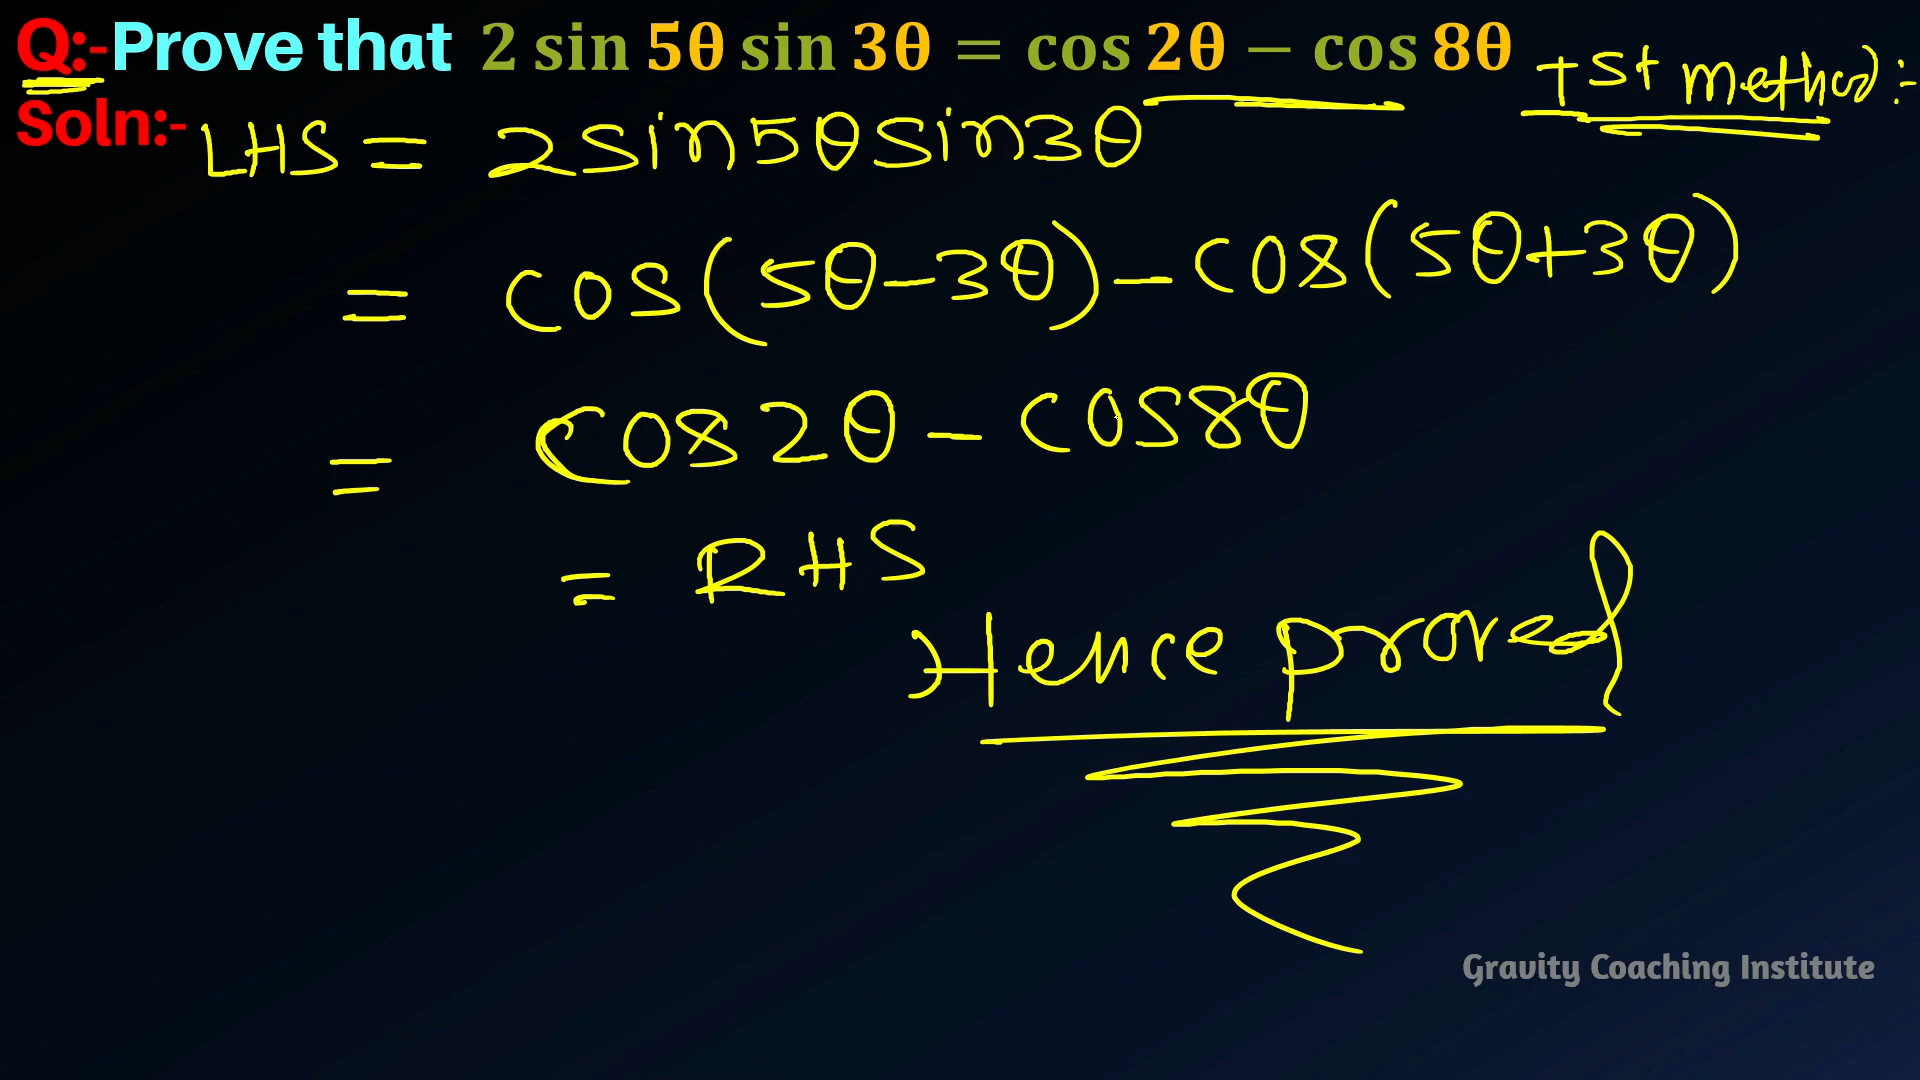 Q:-Prove that 2 sin 5θ sin 3θ = cos 2θ − cos 8θ
1st method:-
Soln:- LHS = 2sin5θsin3θ
= cos(5θ-3θ)-cos(5θ+3θ)
= cos2θ-cos8θ
= RHS
Hence proved
Gravity Coaching Institute